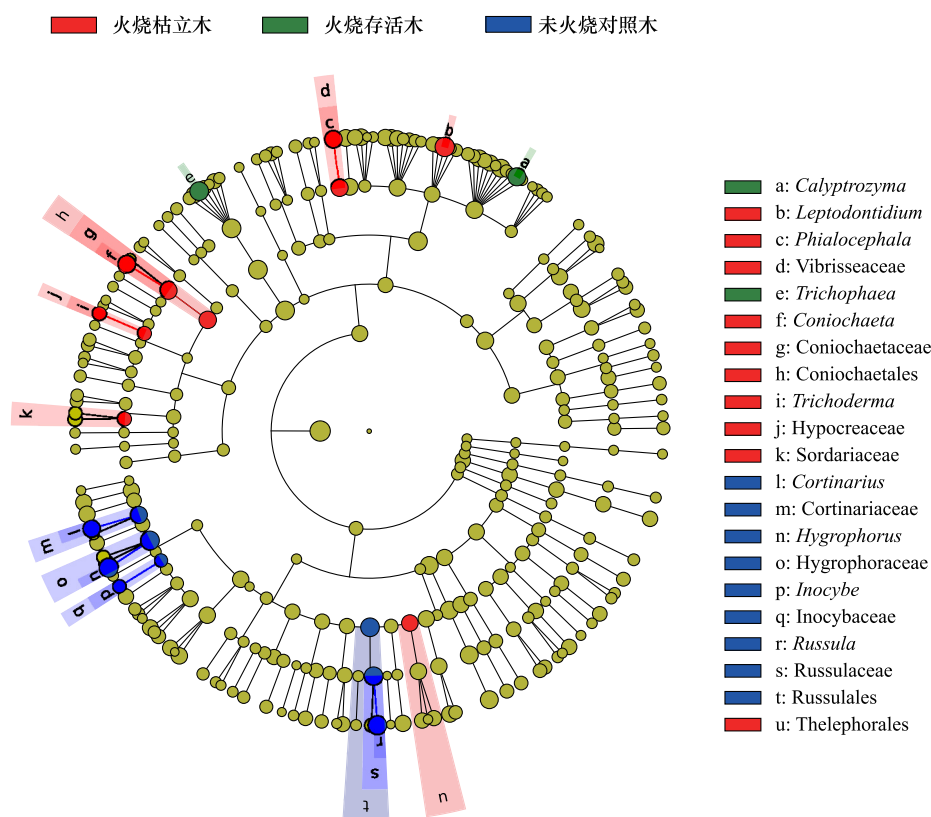 火烧枯立木 火烧存活木 未火烧对照木
d
c
b
a
e
h
g
f
j
i
k
l
m
n
o
p
q
r
s
t
u
a: Calyptrozyma
b: Leptodontidium
c: Phialocephala
d: Vibrisseaceae
e: Trichophaea
f: Coniochaeta
g: Coniochaetaceae
h: Coniochaetales
i: Trichoderma
j: Hypocreaceae
k: Sordariaceae
l: Cortinarius
m: Cortinariaceae
n: Hygrophorus
o: Hygrophoraceae
p: Inocybe
q: Inocybaceae
r: Russula
s: Russulaceae
t: Russulales
u: Thelephorales